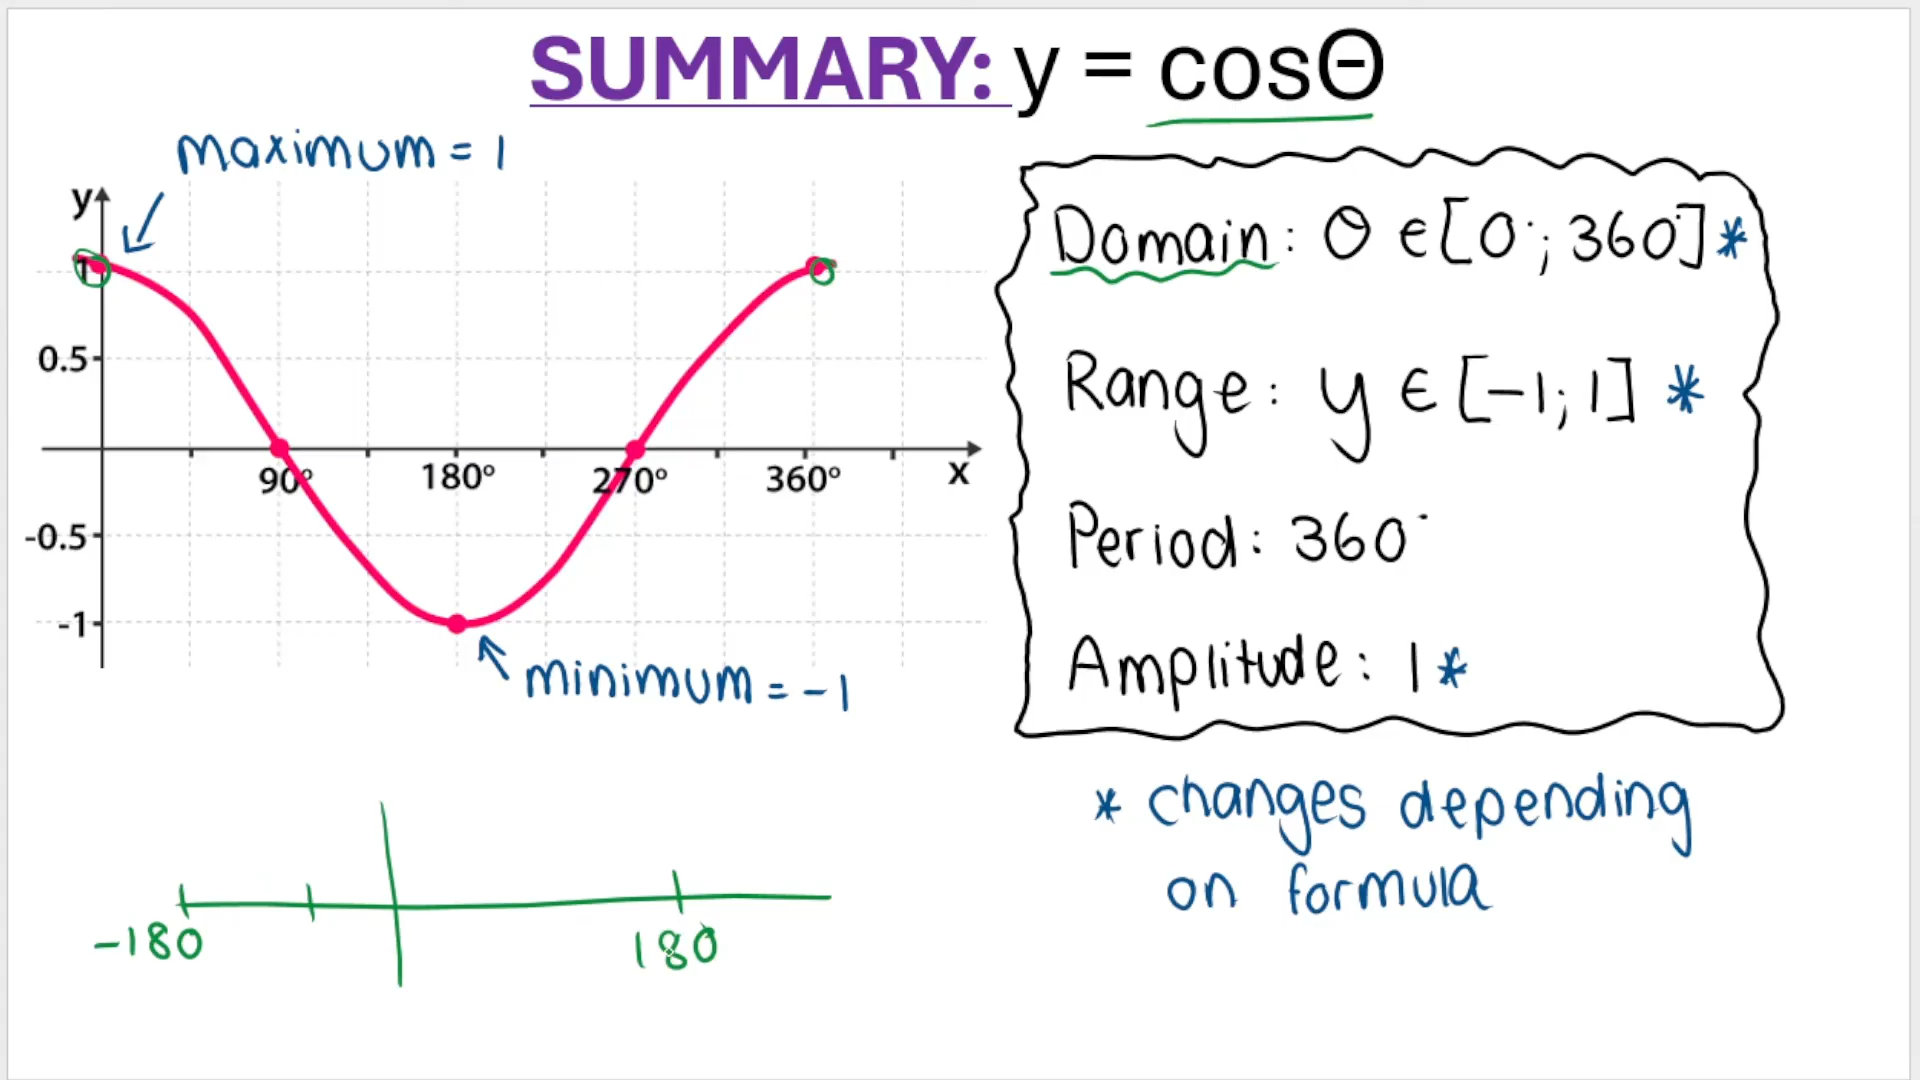 SUMMARY: y = cosΘ
maximum = 1
y
1
0.5
90°
180°
270°
360°
x
-0.5
-1
minimum = -1
Domain: Θ ∈ [0°; 360°] *
Range: y ∈ [-1; 1] *
Period: 360°
Amplitude: 1 *
* changes depending
on formula
-180
180